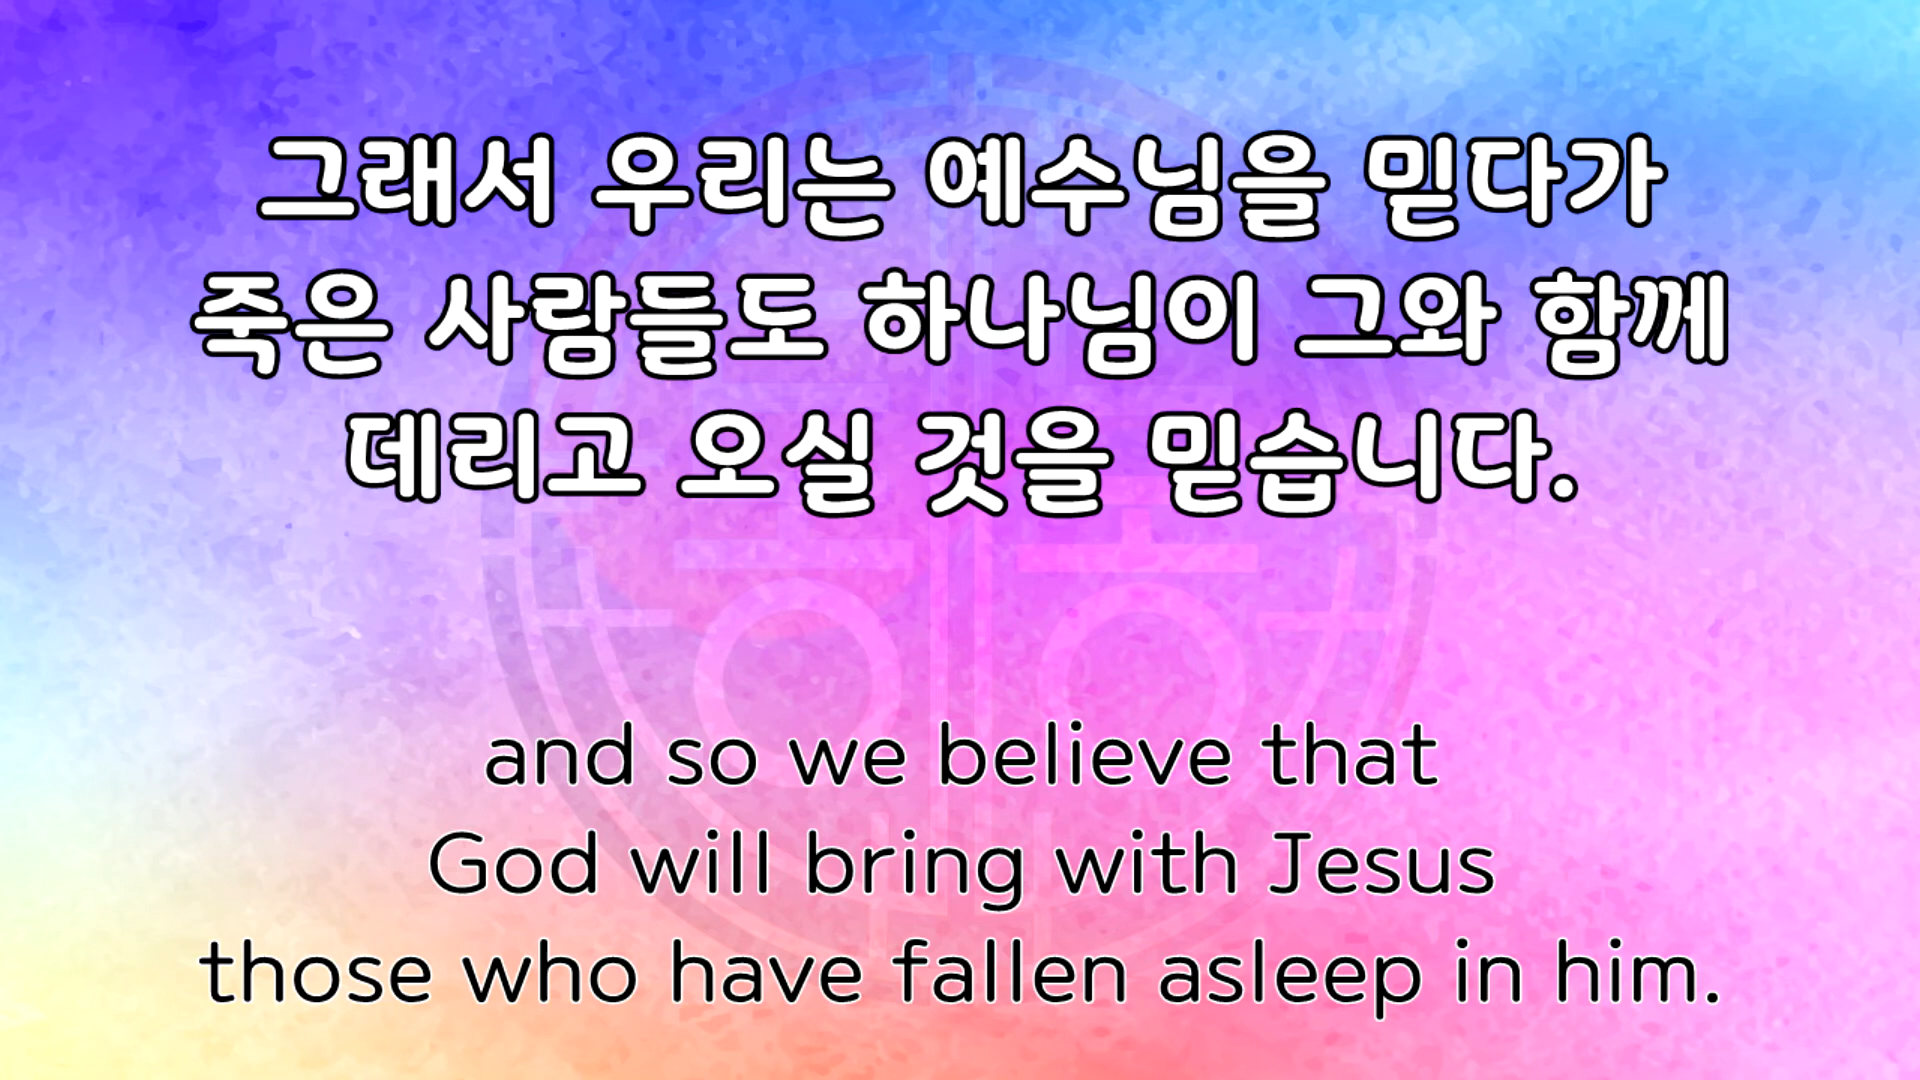 그래서 우리는 예수님을 믿다가
죽은 사람들도 하나님이 그와 함께
데리고 오실 것을 믿습니다.
and so we believe that
God will bring with Jesus
those who have fallen asleep in him.